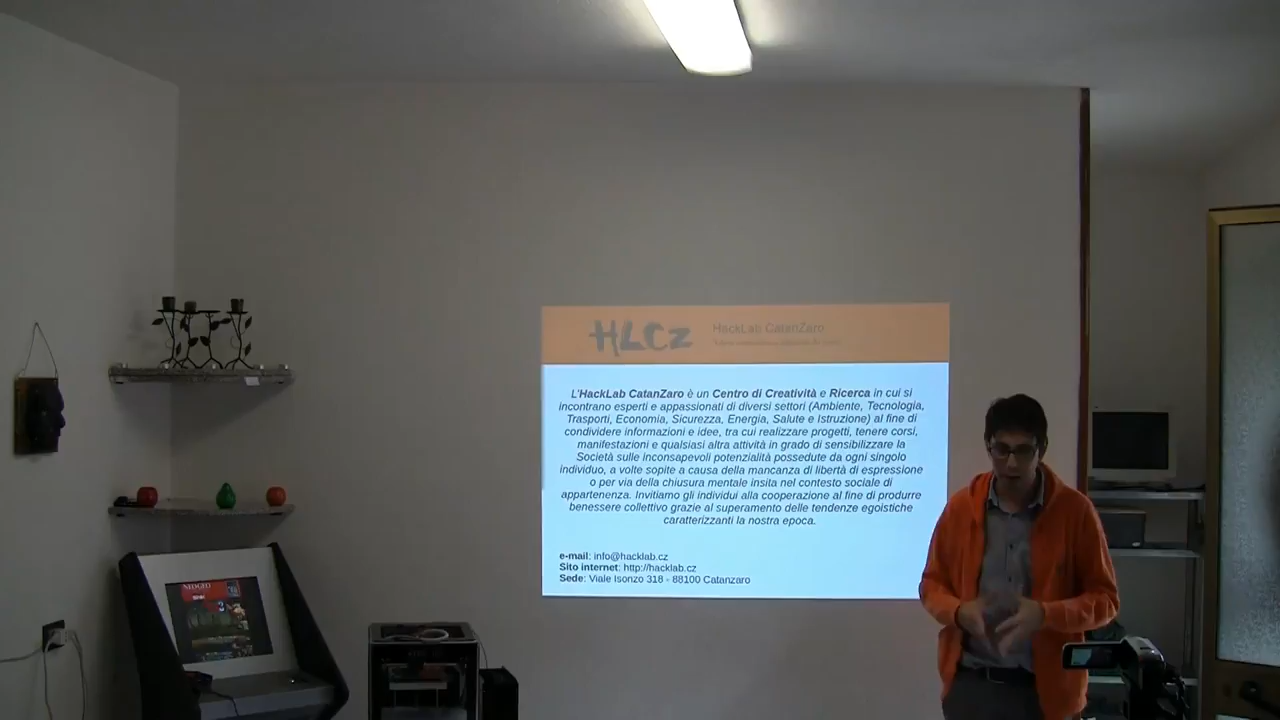 HLCz
HackLab CatanZaro
L'HackLab CatanZaro è un Centro di Creatività e Ricerca in cui si
incontrano esperti e appassionati di diversi settori (Ambiente, Tecnologia,
Trasporti, Economia, Sicurezza, Energia, Salute e Istruzione) al fine di
condividere informazioni e idee, tra cui realizzare progetti, tenere corsi,
manifestazioni e qualsiasi altra attività in grado di sensibilizzare la
Società sulle inconsapevoli potenzialità possedute da ogni singolo
individuo, a volte sopite a causa della mancanza di libertà di espressione
o per via della chiusura mentale insita nel contesto sociale di
appartenenza. Invitiamo gli individui alla cooperazione al fine di produrre
benessere collettivo grazie al superamento delle tendenze egoistiche
caratterizzanti la nostra epoca.
e-mail: info@hacklab.cz
Sito internet: http://hacklab.cz
Sede: Viale Isonzo 318 - 88100 Catanzaro